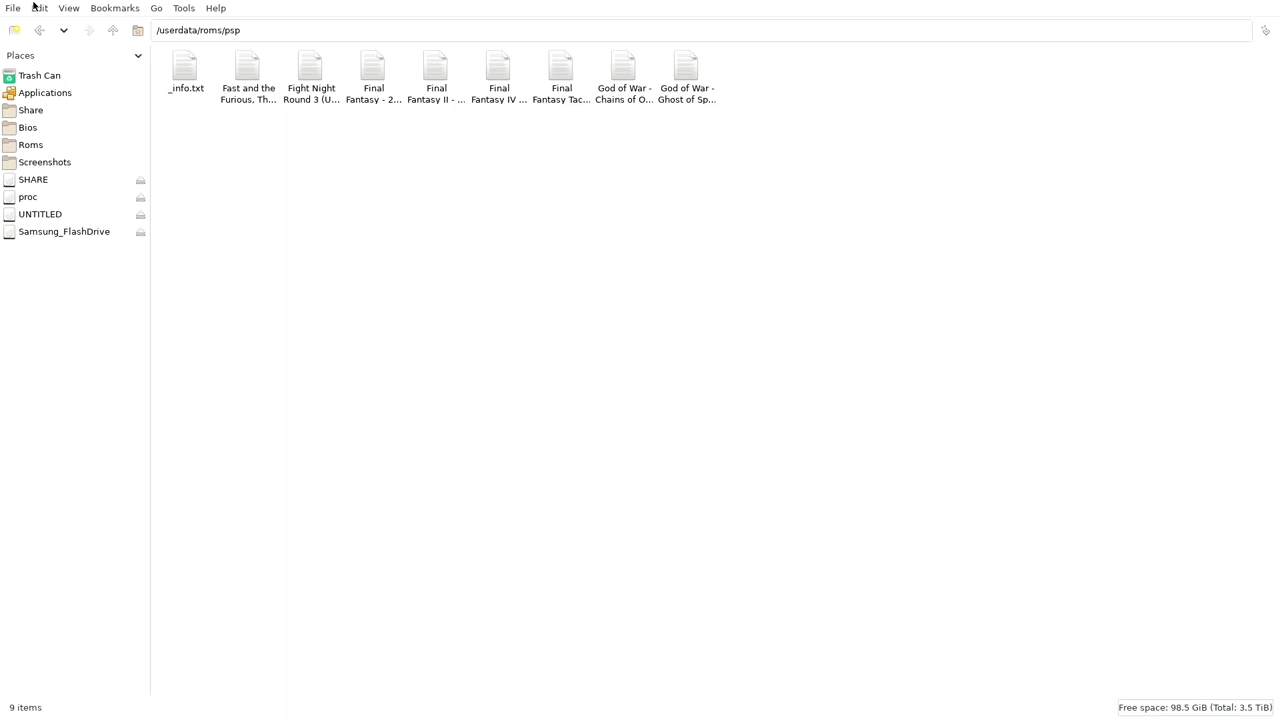 File Edit View Bookmarks Go Tools Help
/userdata/roms/psp
Places
Trash Can
Applications
Share
Bios
Roms
Screenshots
SHARE
proc
UNTITLED
Samsung_FlashDrive
_info.txt
Fast and the
Furious, Th...
Fight Night
Round 3 (U...
Final
Fantasy - 2...
Final
Fantasy II - ...
Final
Fantasy IV ...
Final
Fantasy Tac...
God of War -
Chains of O...
God of War -
Ghost of Sp...
9 items
Free space: 98.5 GiB (Total: 3.5 TiB)